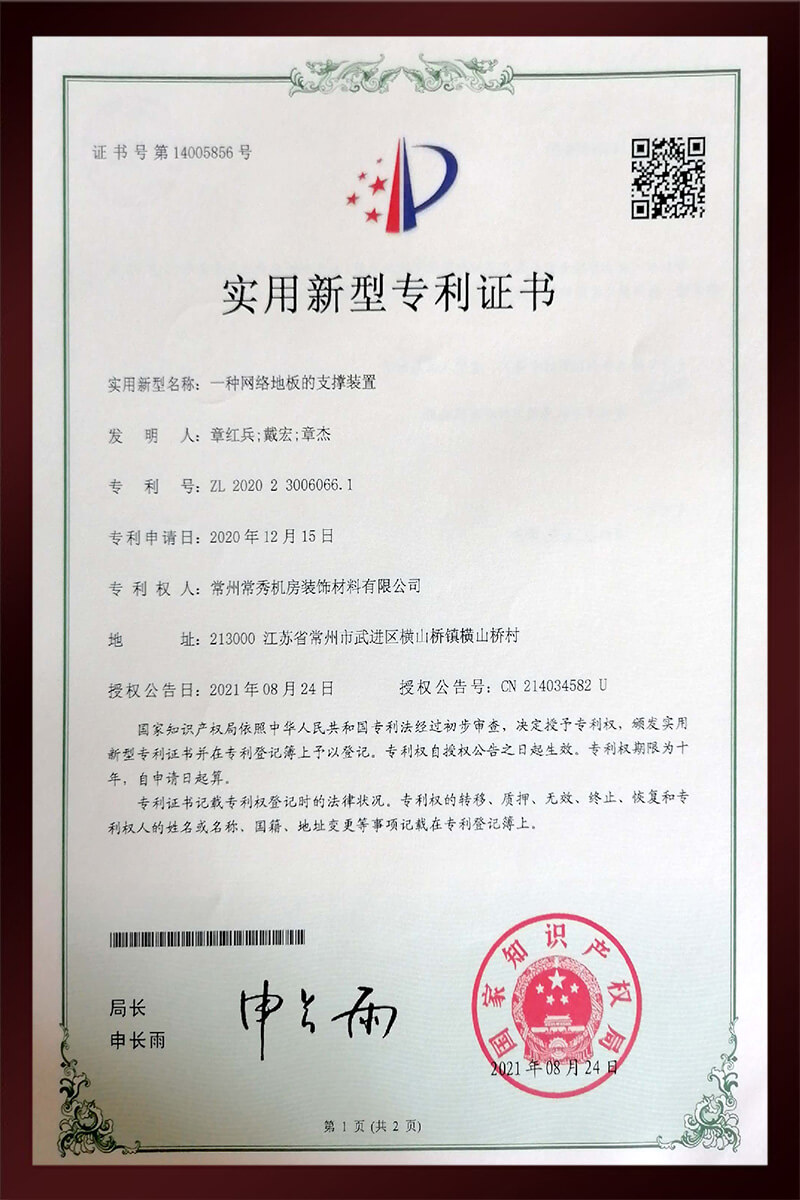 证书号第14005856号
实用新型专利证书
实用新型名称：一种网络地板的支撑装置
发明人：章红兵;戴宏;章杰
专利号：ZL 2020 2 3006066.1
专利申请日：2020年12月15日
专利权人：常州常秀机房装饰材料有限公司
地址：213000 江苏省常州市武进区横山桥镇横山桥村
授权公告日：2021年08月24日 授权公告号：CN 214034582 U
国家知识产权局依照中华人民共和国专利法经过初步审查，决定授予专利权，颁发实用
新型专利证书并在专利登记簿上予以登记。专利权自授权公告之日起生效。专利权期限为十
年，自申请日起算。
专利证书记载专利权登记时的法律状况。专利权的转移、质押、无效、终止、恢复和专
利权人的姓名或名称、国籍、地址变更等事项记载在专利登记簿上。
局长
申长雨
申长雨
国家知识产权局
2021年08月24日
第 1 页 (共 2 页)